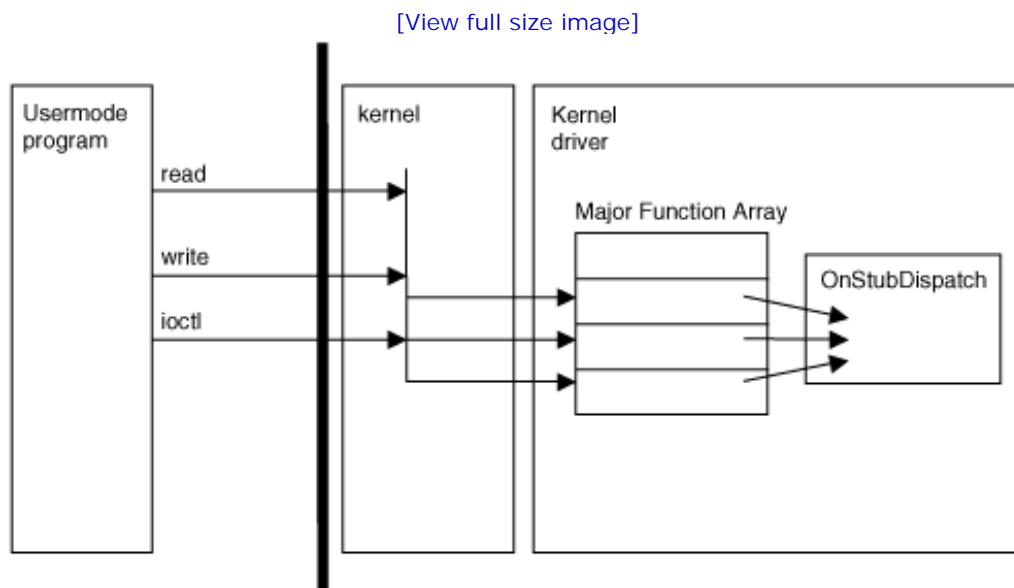 [View full size image]
Usermode
program
kernel
Kernel
driver
read
Major Function Array
write
OnStubDispatch
ioctl